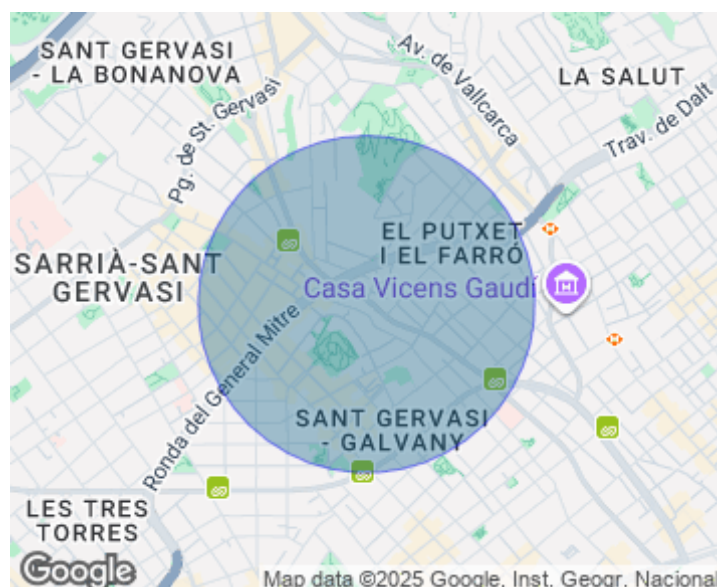 SANT GERVASI
- LA BONANOVA
Av. de Vallcarca
LA SALUT
Pg. de St. Gervasi
Trav. de Dalt
EL PUTXET
I EL FARRÓ
SARRIÀ-SANT
GERVASI
Casa Vicens Gaudí
Ronda del General Mitre
SANT GERVASI
- GALVANY
LES TRES
TORRES
Google
Map data ©2025 Google, Inst. Geogr. Nacional